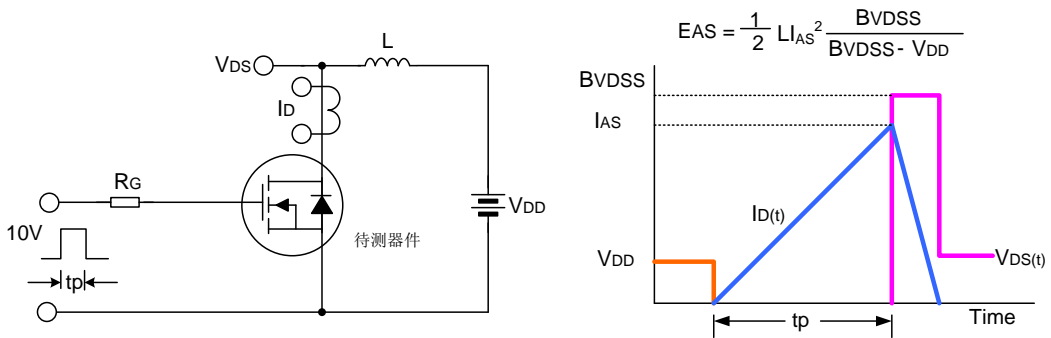 VDS
L
ID
RG
10V
tp
待测器件
VDD
EAS = 1/2 LIAS² BVDSS/(BVDSS - VDD)
BVDSS
IAS
ID(t)
VDD
VDS(t)
tp
Time